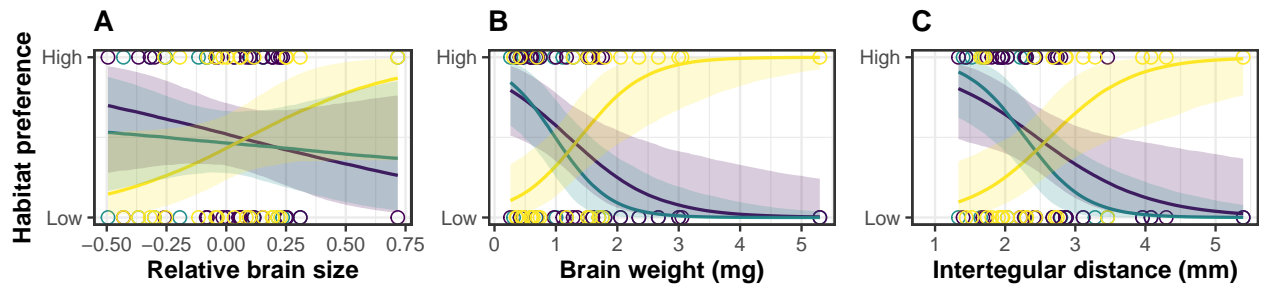 A
B
C
Habitat preference
High
Low
−0.50
−0.25
0.00
0.25
0.50
0.75
Relative brain size
High
Low
0
1
2
3
4
5
Brain weight (mg)
High
Low
1
2
3
4
5
Intertegular distance (mm)